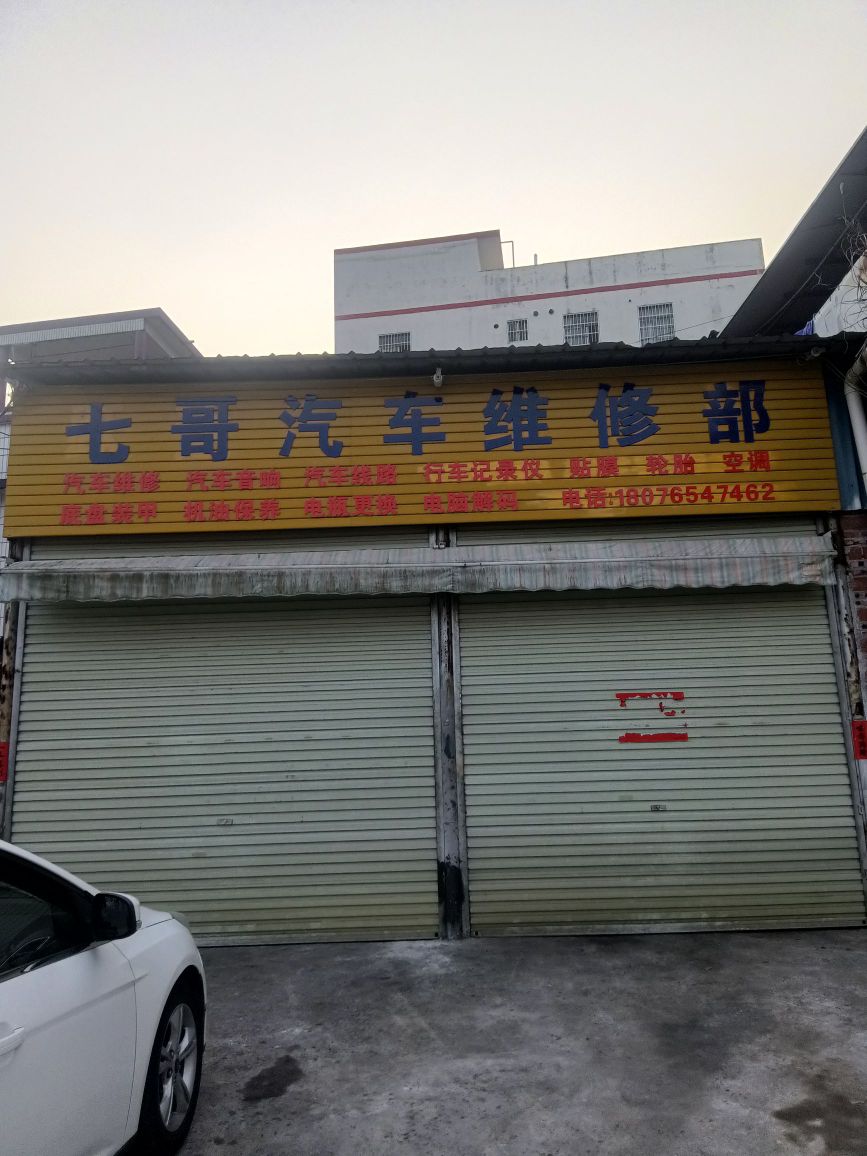 七哥汽车维修部
汽车维修 汽车音响 汽车线路 行车记录仪 贴膜 轮胎 空调
底盘装甲 机油保养 电瓶更换 电脑解码 电话:18076547462